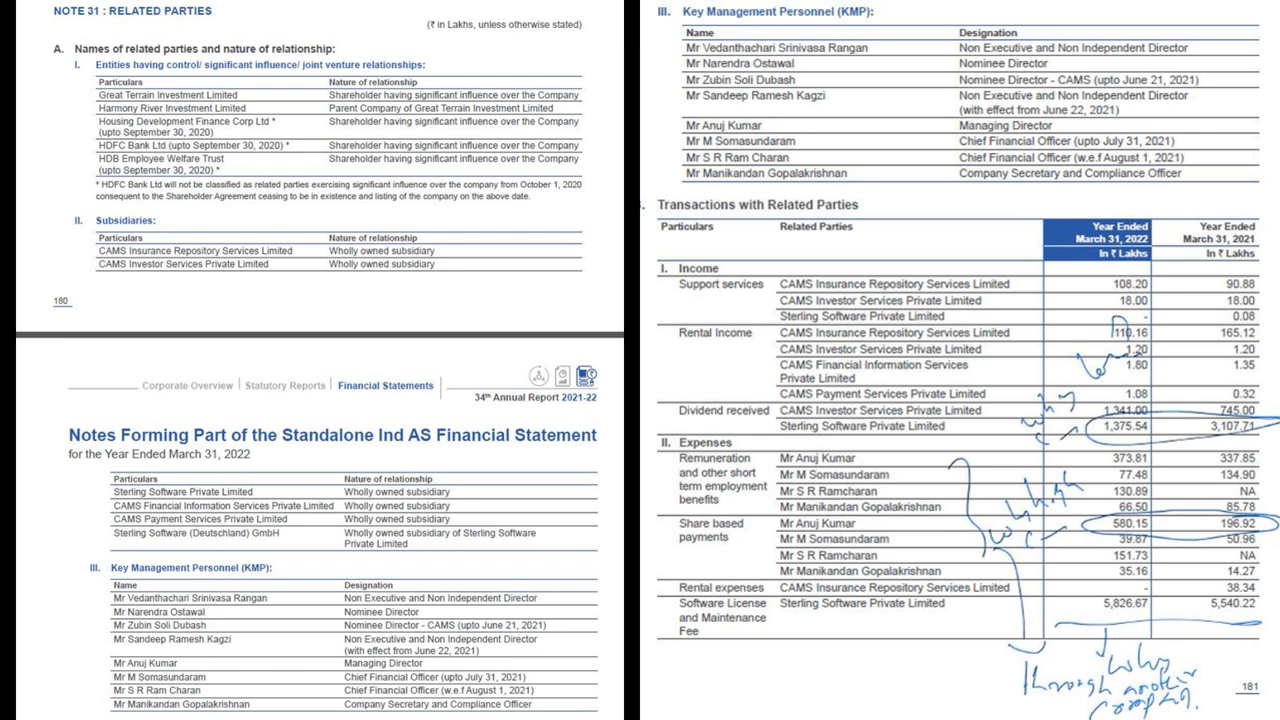 NOTE 31 : RELATED PARTIES
(₹ in Lakhs, unless otherwise stated)
A. Names of related parties and nature of relationship:
I. Entities having control/ significant influence/ joint venture relationships:
Particulars Nature of relationship
Great Terrain Investment Limited Shareholder having significant influence over the Company
Harmony River Investment Limited Parent Company of Great Terrain Investment Limited
Housing Development Finance Corp Ltd * Shareholder having significant influence over the Company
(upto September 30, 2020)
HDFC Bank Ltd (upto September 30, 2020) * Shareholder having significant influence over the Company
HDB Employee Welfare Trust Shareholder having significant influence over the Company
(upto September 30, 2020) *
* HDFC Bank Ltd will not be classified as related parties exercising significant influence over the company from October 1, 2020
consequent to the Shareholder Agreement ceasing to be in existence and listing of the company on the above date.
II. Subsidiaries:
Particulars Nature of relationship
CAMS Insurance Repository Services Limited Wholly owned subsidiary
CAMS Investor Services Private Limited Wholly owned subsidiary
180
Corporate Overview | Statutory Reports | Financial Statements
34th Annual Report 2021-22
Notes Forming Part of the Standalone Ind AS Financial Statement
for the Year Ended March 31, 2022
Particulars Nature of relationship
Sterling Software Private Limited Wholly owned subsidiary
CAMS Financial Information Services Private Limited Wholly owned subsidiary
CAMS Payment Services Private Limited Wholly owned subsidiary
Sterling Software (Deutschland) GmbH Wholly owned subsidiary of Sterling Software
Private Limited
III. Key Management Personnel (KMP):
Name Designation
Mr Vedanthachari Srinivasa Rangan Non Executive and Non Independent Director
Mr Narendra Ostawal Nominee Director
Mr Zubin Soli Dubash Nominee Director - CAMS (upto June 21, 2021)
Mr Sandeep Ramesh Kagzi Non Executive and Non Independent Director
(with effect from June 22, 2021)
Mr Anuj Kumar Managing Director
Mr M Somasundaram Chief Financial Officer (upto July 31, 2021)
Mr S R Ram Charan Chief Financial Officer (w.e.f August 1, 2021)
Mr Manikandan Gopalakrishnan Company Secretary and Compliance Officer
III. Key Management Personnel (KMP):
Name Designation
Mr Vedanthachari Srinivasa Rangan Non Executive and Non Independent Director
Mr Narendra Ostawal Nominee Director
Mr Zubin Soli Dubash Nominee Director - CAMS (upto June 21, 2021)
Mr Sandeep Ramesh Kagzi Non Executive and Non Independent Director
(with effect from June 22, 2021)
Mr Anuj Kumar Managing Director
Mr M Somasundaram Chief Financial Officer (upto July 31, 2021)
Mr S R Ram Charan Chief Financial Officer (w.e.f August 1, 2021)
Mr Manikandan Gopalakrishnan Company Secretary and Compliance Officer
Transactions with Related Parties
Particulars Related Parties Year Ended Year Ended
March 31, 2022 March 31, 2021
In ₹ Lakhs In ₹ Lakhs
I. Income
Support services CAMS Insurance Repository Services Limited 108.20 90.88
CAMS Investor Services Private Limited 18.00 18.00
Sterling Software Private Limited - 0.08
Rental Income CAMS Insurance Repository Services Limited 110.16 165.12
CAMS Investor Services Private Limited 1.20 1.20
CAMS Financial Information Services 1.80 1.35
Private Limited
CAMS Payment Services Private Limited 1.08 0.32
Dividend received CAMS Investor Services Private Limited 1,341.00 745.00
Sterling Software Private Limited 1,375.54 3,107.71
II. Expenses
Remuneration Mr Anuj Kumar 373.81 337.85
and other short Mr M Somasundaram 77.48 134.90
term employment Mr S R Ramcharan 130.89 NA
benefits Mr Manikandan Gopalakrishnan 66.50 85.78
Share based Mr Anuj Kumar 580.15 196.92
payments Mr M Somasundaram 39.87 50.96
Mr S R Ramcharan 151.73 NA
Mr Manikandan Gopalakrishnan 35.16 14.27
Rental expenses CAMS Insurance Repository Services Limited - 38.34
Software License Sterling Software Private Limited 5,826.67 5,540.22
and Maintenance
Fee
why
through another
company.
181